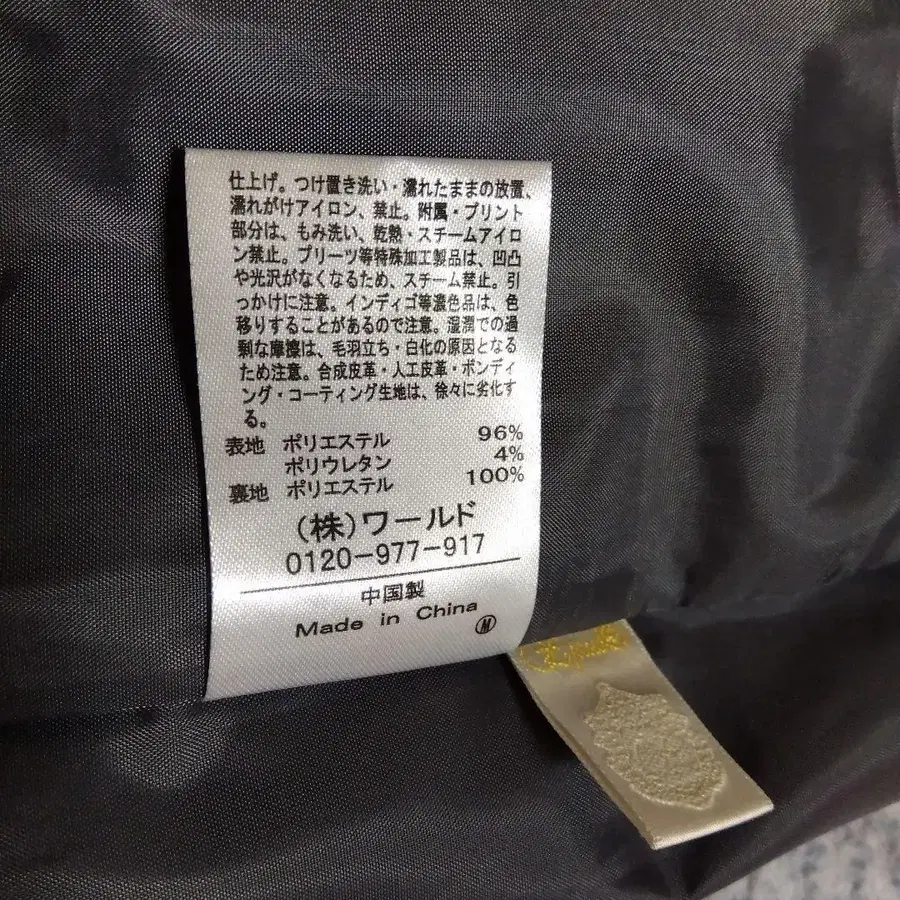 仕上げ。つけ置き洗い・濡れたままの放置、
濡れがけアイロン、禁止。附属・プリント
部分は、もみ洗い、乾熱・スチームアイロ
ン禁止。プリーツ等特殊加工製品は、凹凸
や光沢がなくなるため、スチーム禁止。引
っかけに注意。インディゴ等濃色品は、色
移りすることがあるので注意。湿潤での過
剰な摩擦は、毛羽立ち・白化の原因となる
ため注意。合成皮革・人工皮革・ボンディ
ング・コーティング生地は、徐々に劣化す
る。
表地 ポリエステル 96%
ポリウレタン 4%
裏地 ポリエステル 100%
(株)ワールド
0120-977-917
中国製
Made in China
M